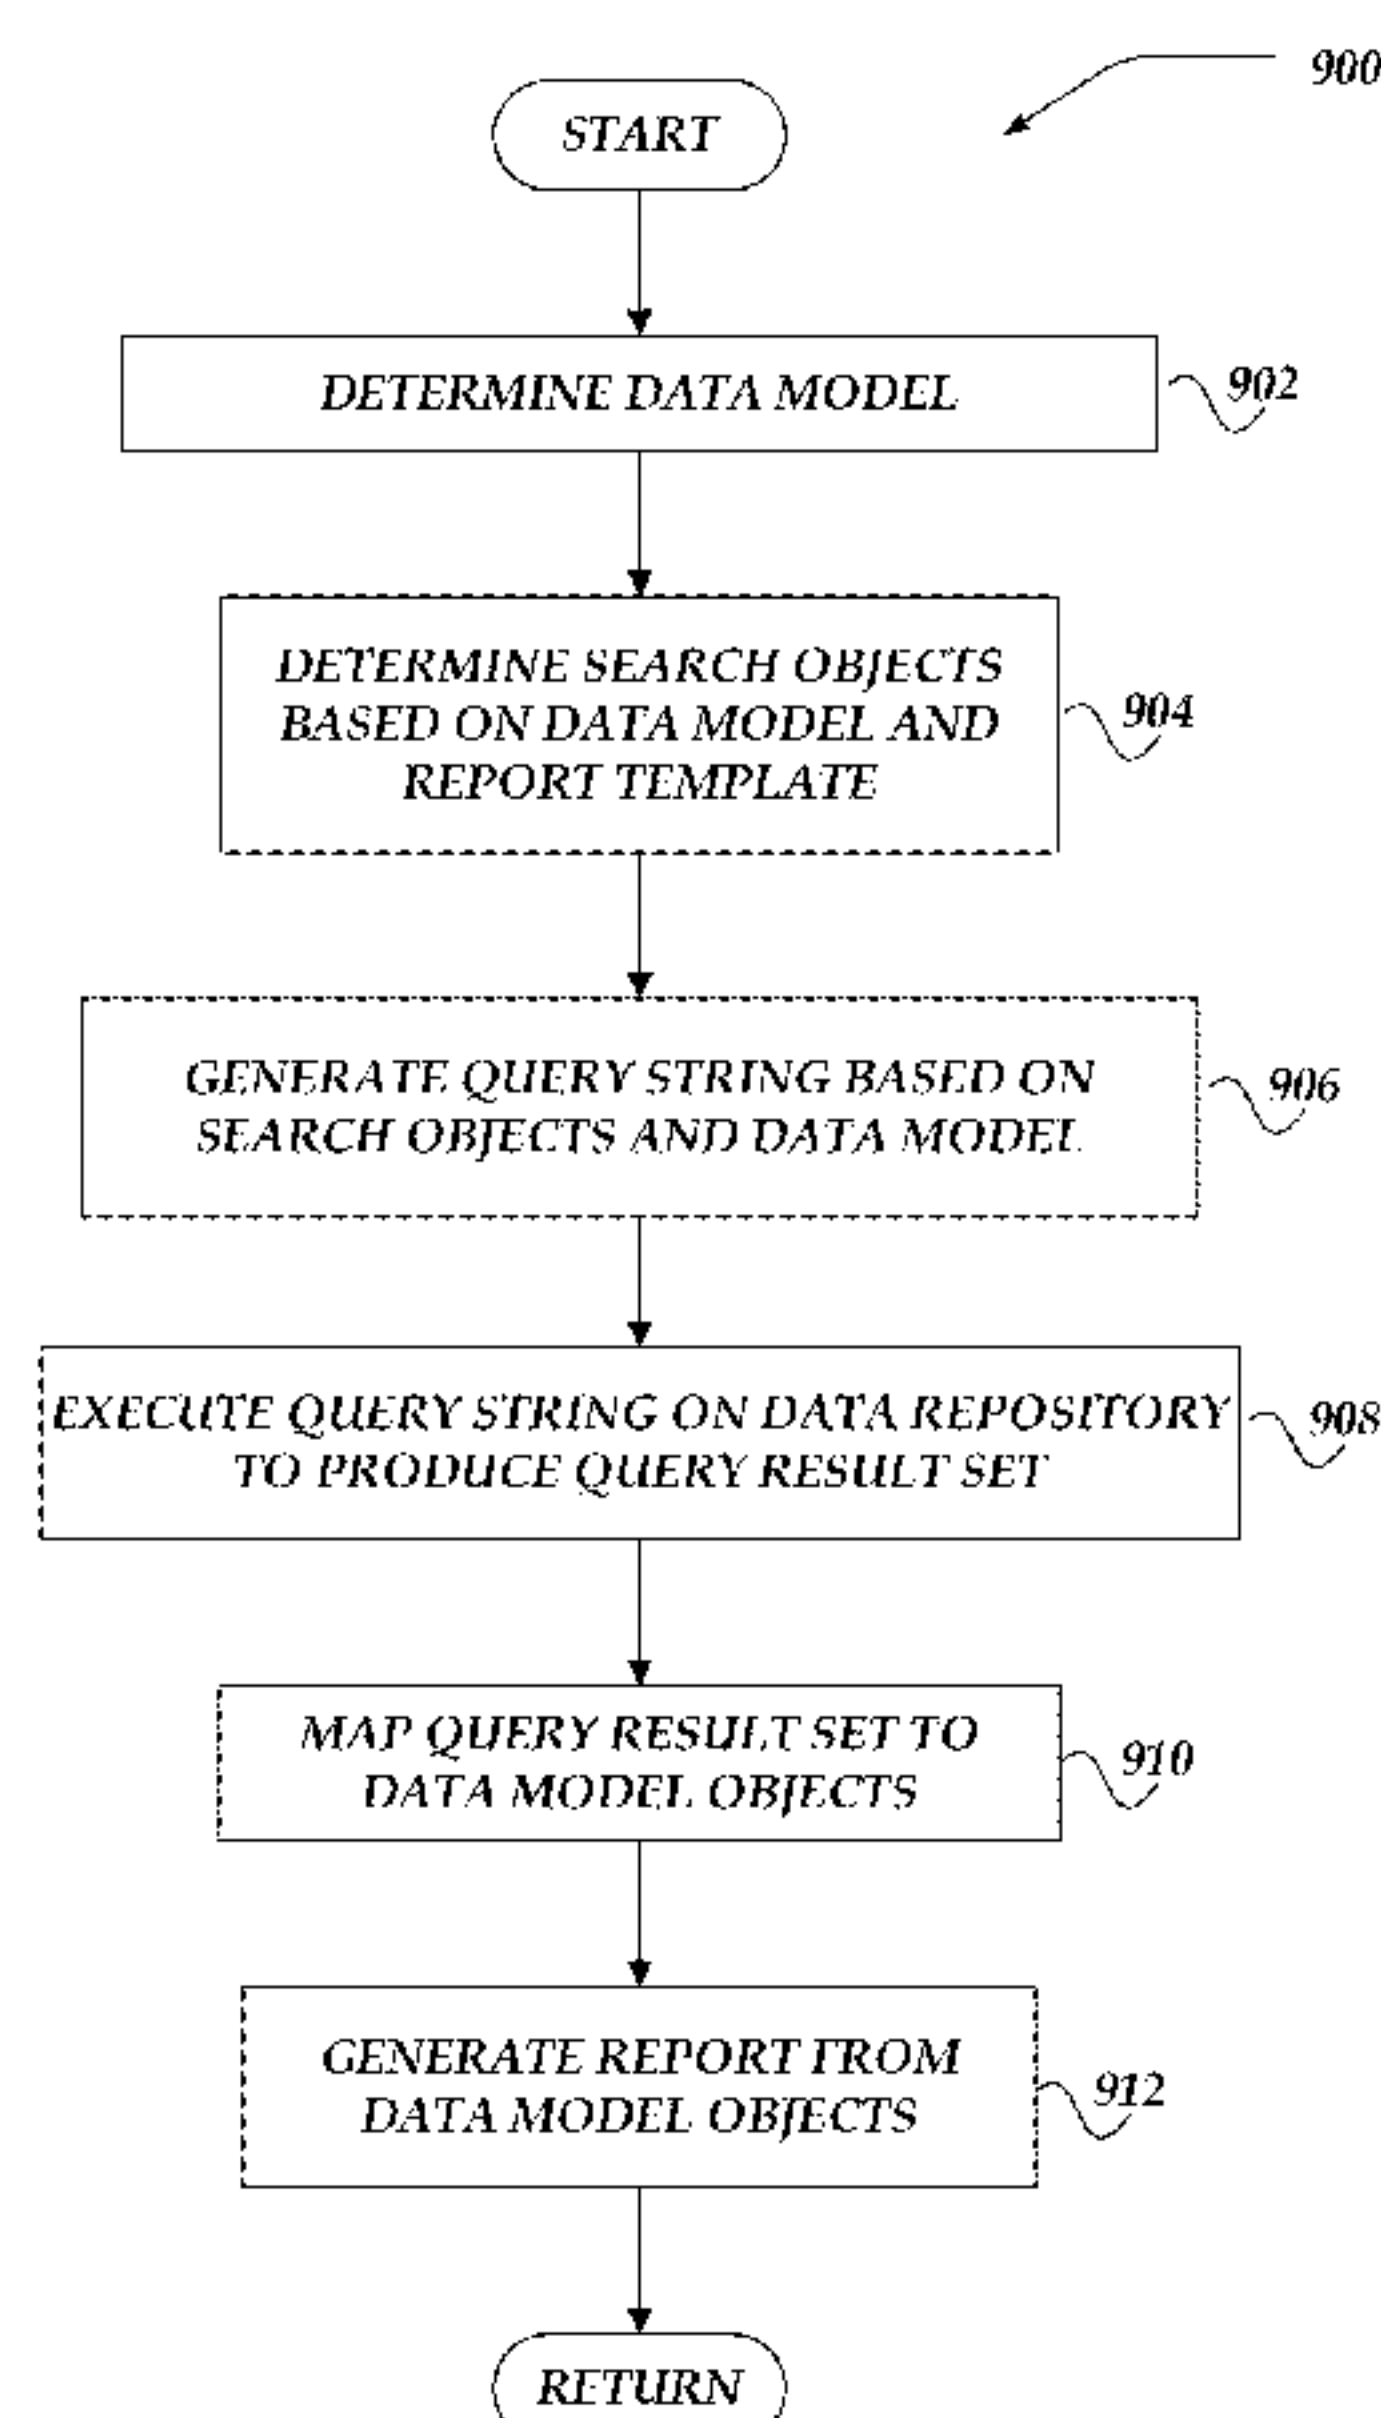 900
START
DETERMINE DATA MODEL
902
DETERMINE SEARCH OBJECTS
BASED ON DATA MODEL AND
REPORT TEMPLATE
904
GENERATE QUERY STRING BASED ON
SEARCH OBJECTS AND DATA MODEL
906
EXECUTE QUERY STRING ON DATA REPOSITORY
TO PRODUCE QUERY RESULT SET
908
MAP QUERY RESULT SET TO
DATA MODEL OBJECTS
910
GENERATE REPORT FROM
DATA MODEL OBJECTS
912
RETURN